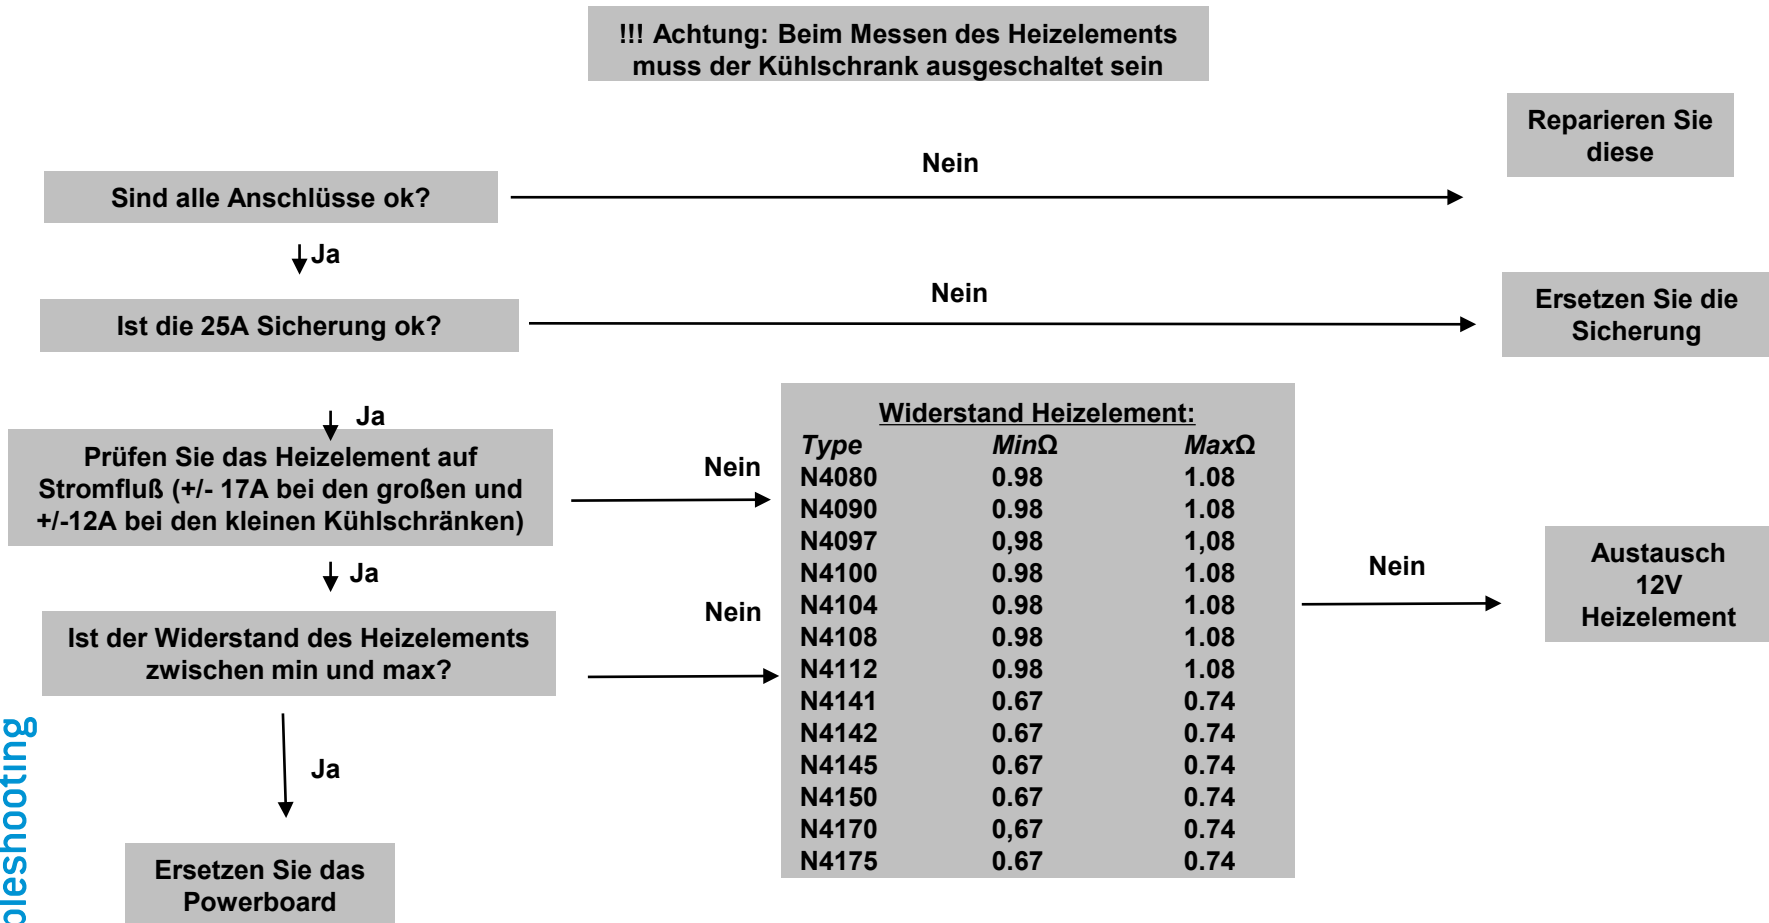 !!! Achtung: Beim Messen des Heizelements
muss der Kühlschrank ausgeschaltet sein
Reparieren Sie
diese
Nein
Sind alle Anschlüsse ok?
Ja
Nein
Ersetzen Sie die
Sicherung
Ist die 25A Sicherung ok?
Ja
Prüfen Sie das Heizelement auf
Stromfluß (+/- 17A bei den großen und
+/-12A bei den kleinen Kühlschränken)
Nein
Ja
Nein
Ist der Widerstand des Heizelements
zwischen min und max?
Ja
Ersetzen Sie das
Powerboard
Widerstand Heizelement:
Type MinΩ MaxΩ
N4080 0.98 1.08
N4090 0.98 1.08
N4097 0,98 1,08
N4100 0.98 1.08
N4104 0.98 1.08
N4108 0.98 1.08
N4112 0.98 1.08
N4141 0.67 0.74
N4142 0.67 0.74
N4145 0.67 0.74
N4150 0.67 0.74
N4170 0,67 0.74
N4175 0.67 0.74
Nein
Austausch
12V
Heizelement
bleshooting